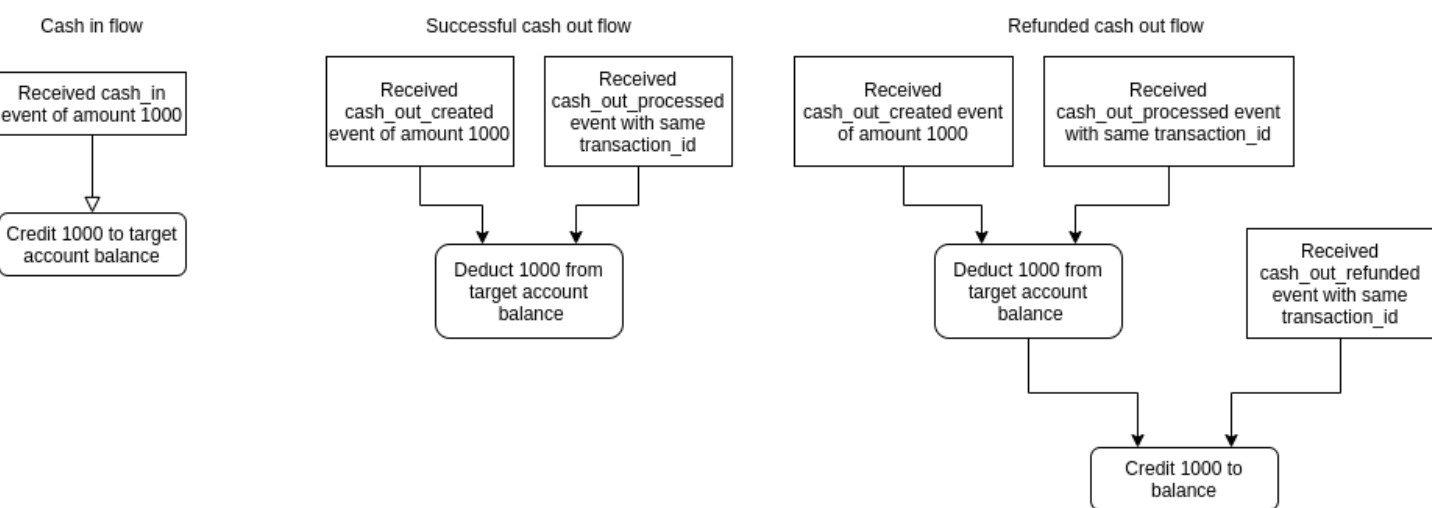 Cash in flow
Received cash_in
event of amount 1000
Credit 1000 to target
account balance
Successful cash out flow
Received
cash_out_created
event of amount 1000
Received
cash_out_processed
event with same
transaction_id
Deduct 1000 from
target account
balance
Refunded cash out flow
Received
cash_out_created event
of amount 1000
Received
cash_out_processed event
with same transaction_id
Deduct 1000 from
target account
balance
Received
cash_out_refunded
event with same
transaction_id
Credit 1000 to
balance